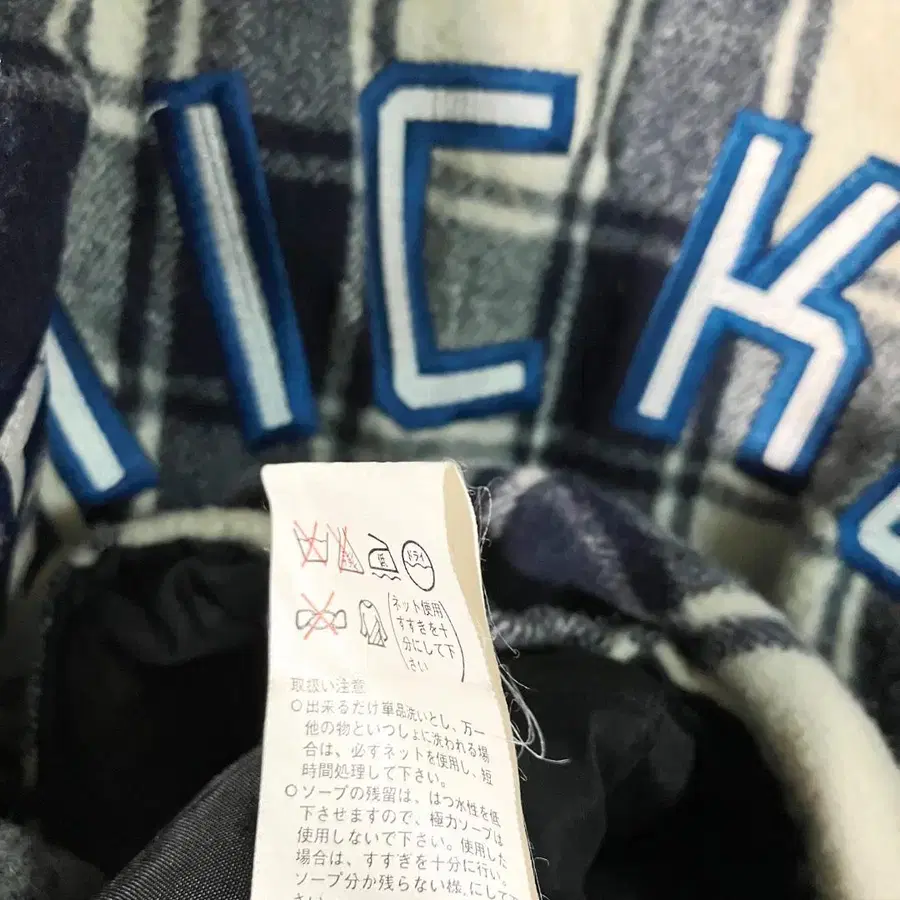 ICK
低
ドライ
(ネット使用
すすぎを十
分にして下
さい)
取扱い注意
○出来るだけ単品洗いとし、万一
他の物といつしょに洗われる場
合は、必ずネットを使用し、短
時間処理して下さい。
○ソープの残留は、はつ水性を低
下させますので、極力ソープは
使用しないで下さい。使用した
場合は、すすぎを十分に行い。
ソープ分か残らない様にして下
さい